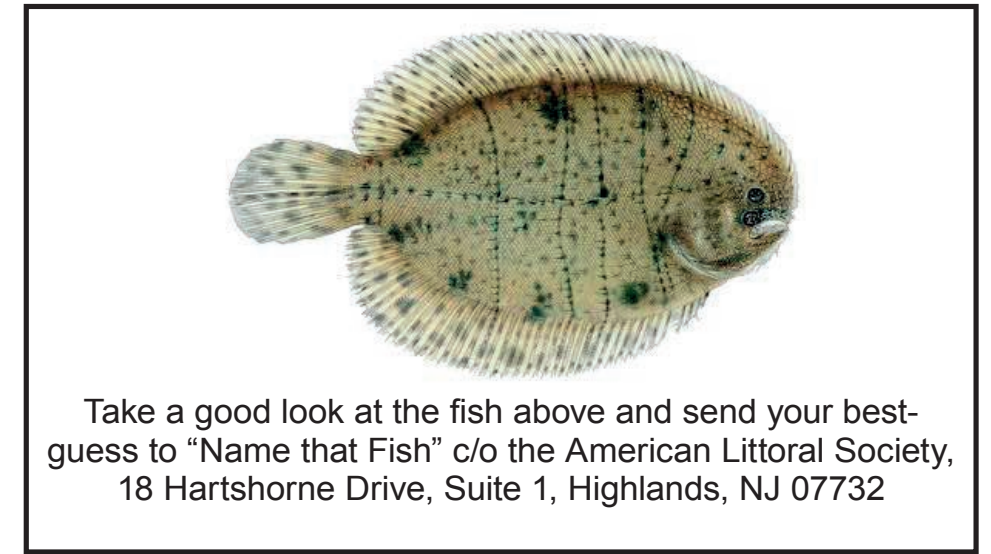 Take a good look at the fish above and send your best-
guess to “Name that Fish” c/o the American Littoral Society,
18 Hartshorne Drive, Suite 1, Highlands, NJ 07732